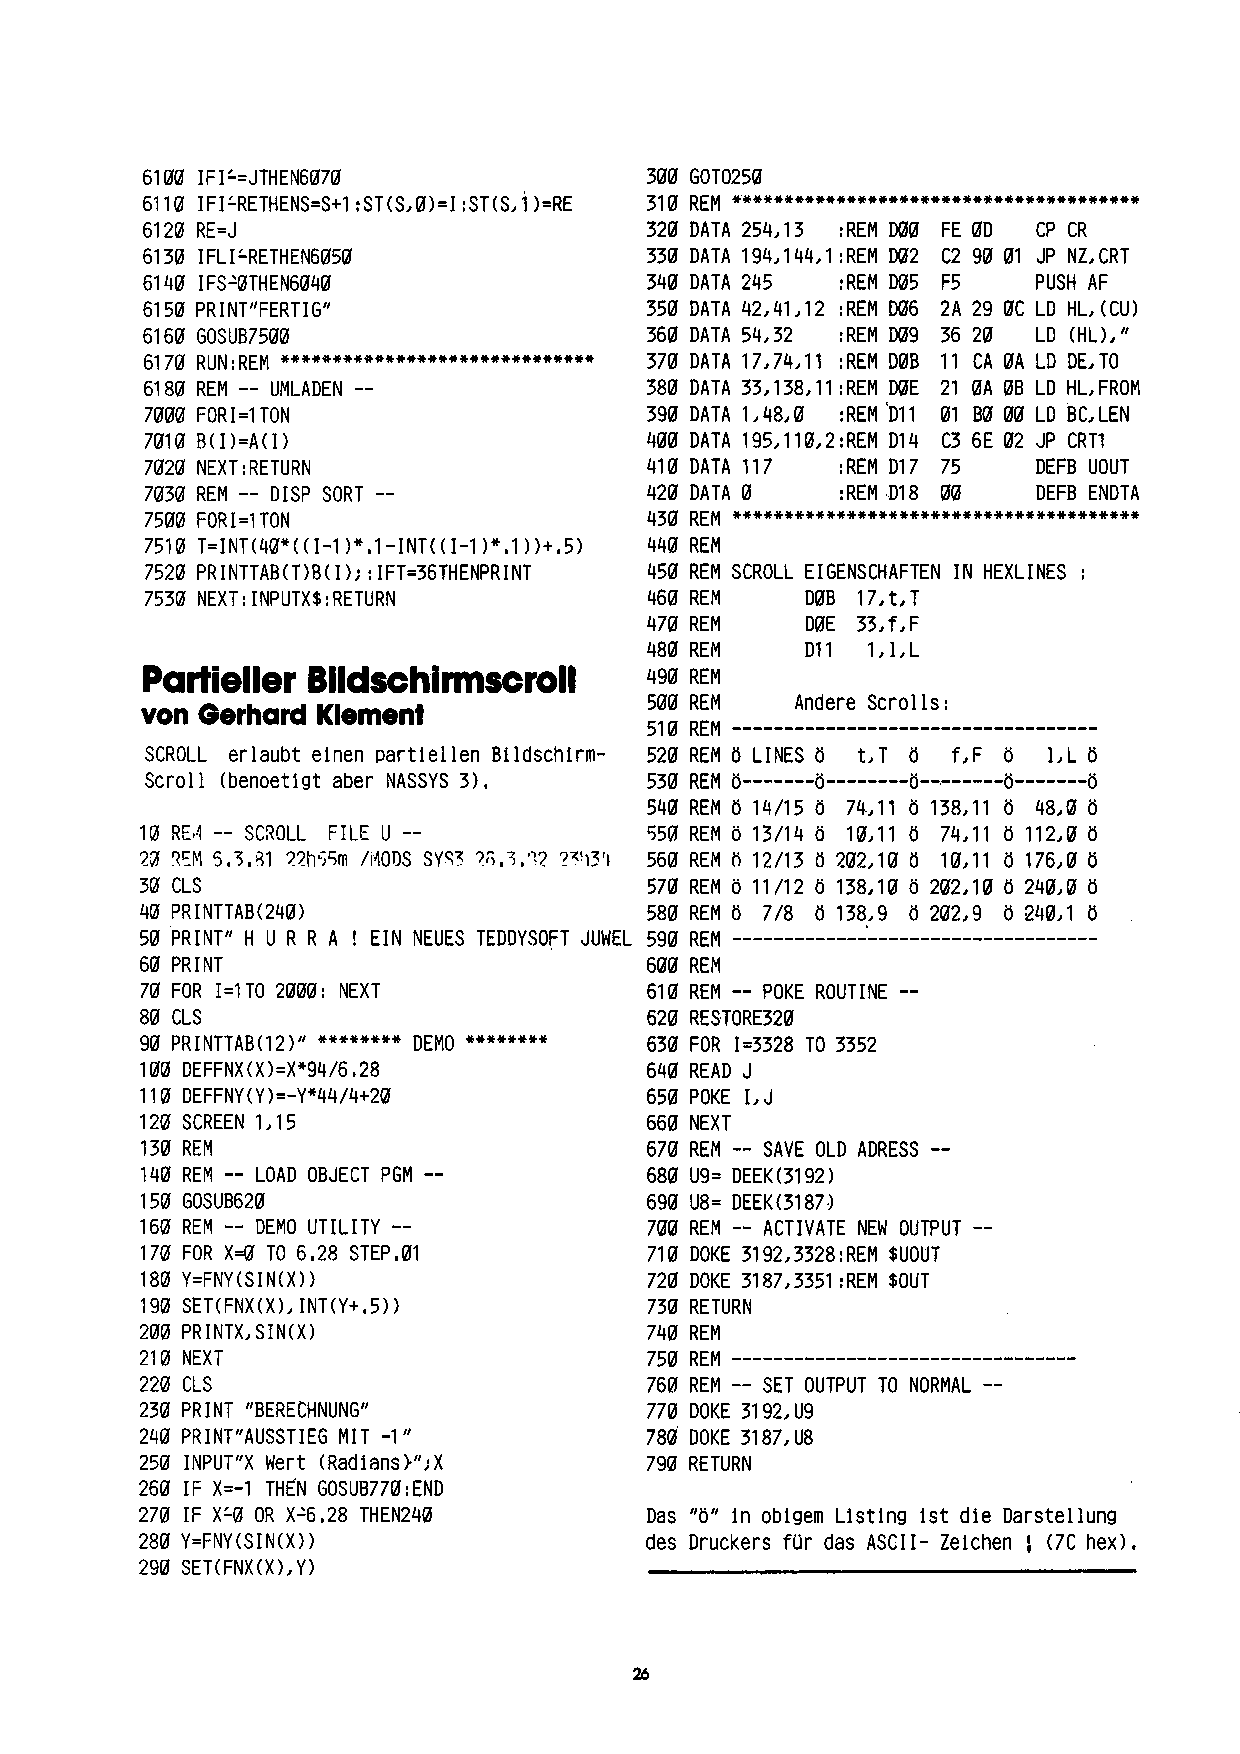 6100 IFI<=JTHEN6070
6110 IFI<RETHENS=S+1:ST(S,0)=I:ST(S,1)=RE
6120 RE=J
6130 IFLI<RETHEN6050
6140 IFS>0THEN6040
6150 PRINT"FERTIG"
6160 GOSUB7500
6170 RUN:REM ******************************
6180 REM -- UMLADEN --
7000 FORI=1TON
7010 B(I)=A(I)
7020 NEXT:RETURN
7030 REM -- DISP SORT --
7500 FORI=1TON
7510 T=INT(40*((I-1)*.1-INT((I-1)*.1))+.5)
7520 PRINTTAB(T)B(I);:IFT=36THENPRINT
7530 NEXT:INPUTX$:RETURN
Partieller Bildschirmscroll
von Gerhard Klement
SCROLL erlaubt einen partiellen Bildschirm-
Scroll (benoetigt aber NASSYS 3).
10 REM -- SCROLL FILE U --
20 REM 22h55m /MODS SYS3
30 CLS
40 PRINTTAB(240)
50 PRINT" H U R R A ! EIN NEUES TEDDYSOFT JUWEL
60 PRINT
70 FOR I=1TO 2000: NEXT
80 CLS
90 PRINTTAB(12)" ******** DEMO ********
100 DEFFNX(X)=X*94/6.28
110 DEFFNY(Y)=-Y*44/4+20
120 SCREEN 1,15
130 REM
140 REM -- LOAD OBJECT PGM --
150 GOSUB620
160 REM -- DEMO UTILITY --
170 FOR X=0 TO 6.28 STEP.01
180 Y=FNY(SIN(X))
190 SET(FNX(X),INT(Y+.5))
200 PRINTX,SIN(X)
210 NEXT
220 CLS
230 PRINT "BERECHNUNG"
240 PRINT"AUSSTIEG MIT -1"
250 INPUT"X Wert (Radians)";X
260 IF X=-1 THEN GOSUB770:END
270 IF X<0 OR X>6.28 THEN240
280 Y=FNY(SIN(X))
290 SET(FNX(X),Y)
300 GOTO250
310 REM ***************************************
320 DATA 254,13 :REM D00 FE 0D CP CR
330 DATA 194,144,1:REM D02 C2 90 01 JP NZ,CRT
340 DATA 245 :REM D05 F5 PUSH AF
350 DATA 42,41,12 :REM D06 2A 29 0C LD HL,(CU)
360 DATA 54,32 :REM D09 36 20 LD (HL),"
370 DATA 17,74,11 :REM D0B 11 CA 0A LD DE,TO
380 DATA 33,138,11:REM D0E 21 0A 0B LD HL,FROM
390 DATA 1,48,0 :REM D11 01 B0 00 LD BC,LEN
400 DATA 195,110,2:REM D14 C3 6E 02 JP CRT1
410 DATA 117 :REM D17 75 DEFB UOUT
420 DATA 0 :REM D18 00 DEFB ENDTA
430 REM ***************************************
440 REM
450 REM SCROLL EIGENSCHAFTEN IN HEXLINES :
460 REM D0B 17,t,T
470 REM D0E 33,f,F
480 REM D11 1,l,L
490 REM
500 REM Andere Scrolls:
510 REM -----------------------------------
520 REM ö LINES ö t,T ö f,F ö l,L ö
530 REM ö-------ö--------ö--------ö-------ö
540 REM ö 14/15 ö 74,11 ö 138,11 ö 48,0 ö
550 REM ö 13/14 ö 10,11 ö 74,11 ö 112,0 ö
560 REM ö 12/13 ö 202,10 ö 10,11 ö 176,0 ö
570 REM ö 11/12 ö 138,10 ö 202,10 ö 240,0 ö
580 REM ö 7/8 ö 138,9 ö 202,9 ö 240,1 ö
590 REM -----------------------------------
600 REM
610 REM -- POKE ROUTINE --
620 RESTORE320
630 FOR I=3328 TO 3352
640 READ J
650 POKE I,J
660 NEXT
670 REM -- SAVE OLD ADRESS --
680 U9= DEEK(3192)
690 U8= DEEK(3187)
700 REM -- ACTIVATE NEW OUTPUT --
710 DOKE 3192,3328:REM $UOUT
720 DOKE 3187,3351:REM $OUT
730 RETURN
740 REM
750 REM ---------------------------------
760 REM -- SET OUTPUT TO NORMAL --
770 DOKE 3192,U9
780 DOKE 3187,U8
790 RETURN
Das "ö" in obigem Listing ist die Darstellung
des Druckers für das ASCII- Zeichen ¦ (7C hex).
26